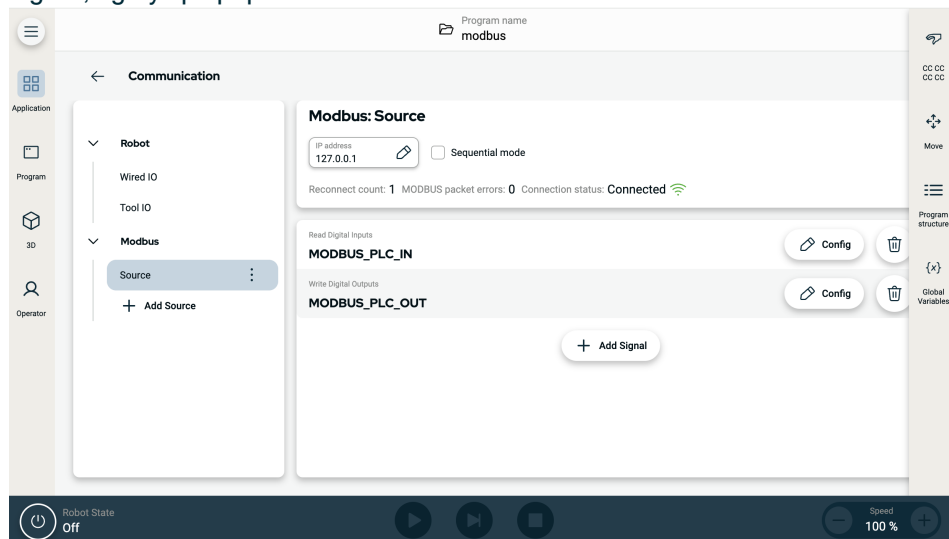 Program name
modbus
Communication
Application
Program
3D
Operator
Robot
Wired IO
Tool IO
Modbus
Source
Add Source
Modbus: Source
IP address
127.0.0.1
Sequential mode
Reconnect count: 1 MODBUS packet errors: 0 Connection status: Connected
Read Digital Inputs
MODBUS_PLC_IN
Config
Write Digital Outputs
MODBUS_PLC_OUT
Config
Add Signal
CC CC
CC CC
Move
Program
structure
{x}
Global
Variables
Robot State
Off
Speed
100 %